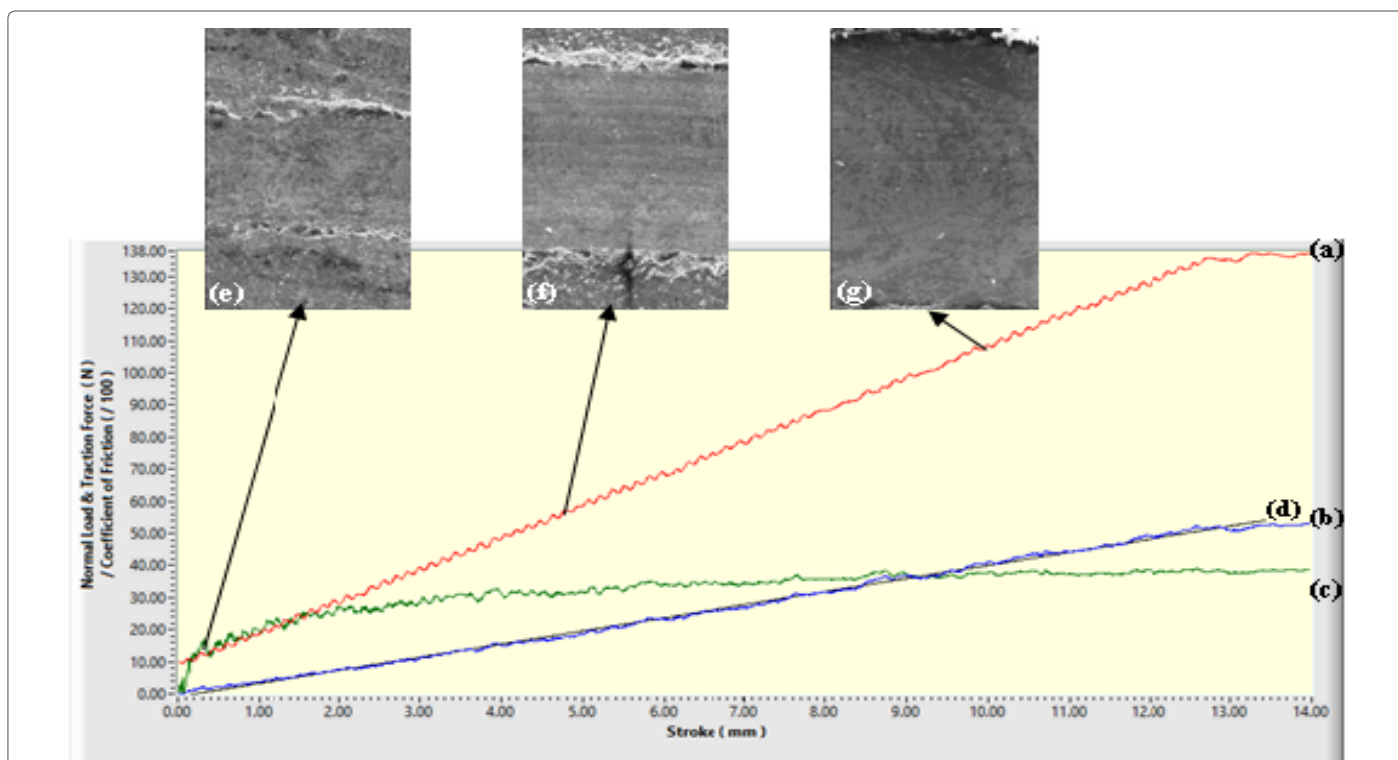 (e)
(f)
(g)
138.00
130.00
120.00
110.00
100.00
90.00
80.00
70.00
60.00
50.00
40.00
30.00
20.00
10.00
0.00
Normal Load & Traction Force ( N )
/ Coefficient of Friction ( / 100)
(a)
(d)
(b)
(c)
0.00 1.00 2.00 3.00 4.00 5.00 6.00 7.00 8.00 9.00 10.00 11.00 12.00 13.00 14.00
Stroke ( mm )